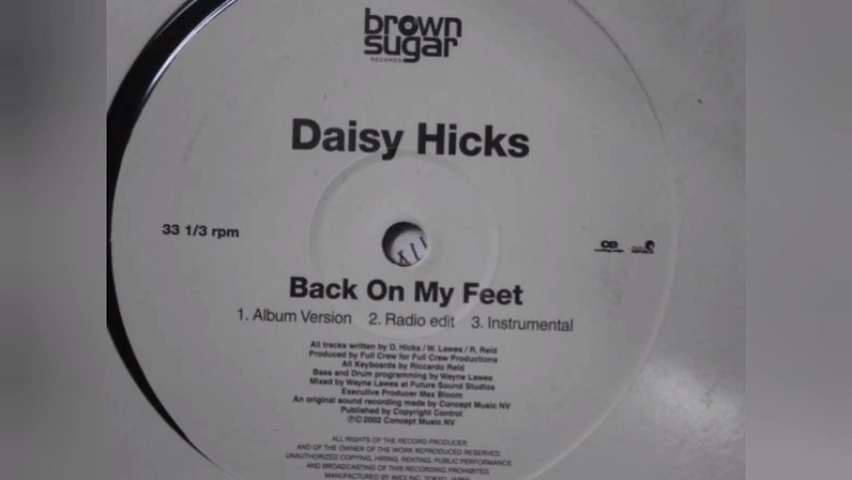 brown
sugar
RECORDS
Daisy Hicks
33 1/3 rpm
ce
Back On My Feet
1. Album Version 2. Radio edit 3. Instrumental
All tracks written by D. Hicks / W. Lawes / R. Reid
Produced by Full Crew for Full Crew Productions
All Keyboards by Riccardo Reid
Bass and Drum programming by Wayne Lawes
Mixed by Wayne Lawes at Future Sound Studios
Executive Producer Max Bloom
An original sound recording made by Concept Music NV
Published by Copyright Control
℗© 2002 Concept Music NV
ALL RIGHTS OF THE RECORD PRODUCER
AND OF THE OWNER OF THE WORK REPRODUCED RESERVED.
UNAUTHORIZED COPYING, HIRING, RENTING, PUBLIC PERFORMANCE
AND BROADCASTING OF THIS RECORDING PROHIBITED.
MANUFACTURED BY AVEX INC. TOKYO, JAPAN